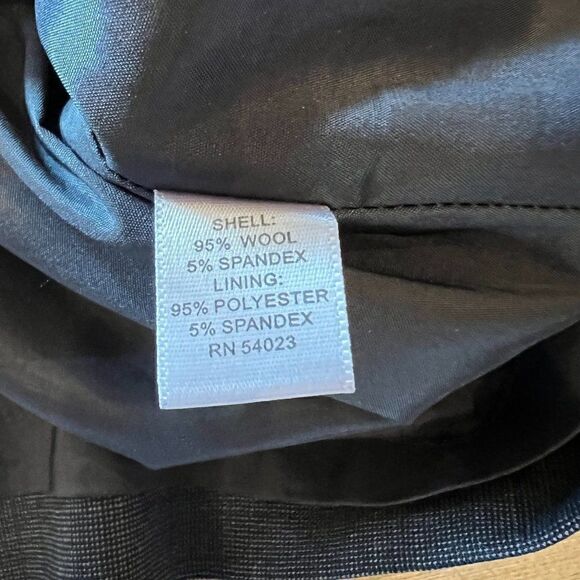 SHELL:
95% WOOL
5% SPANDEX
LINING:
95% POLYESTER
5% SPANDEX
RN 54023